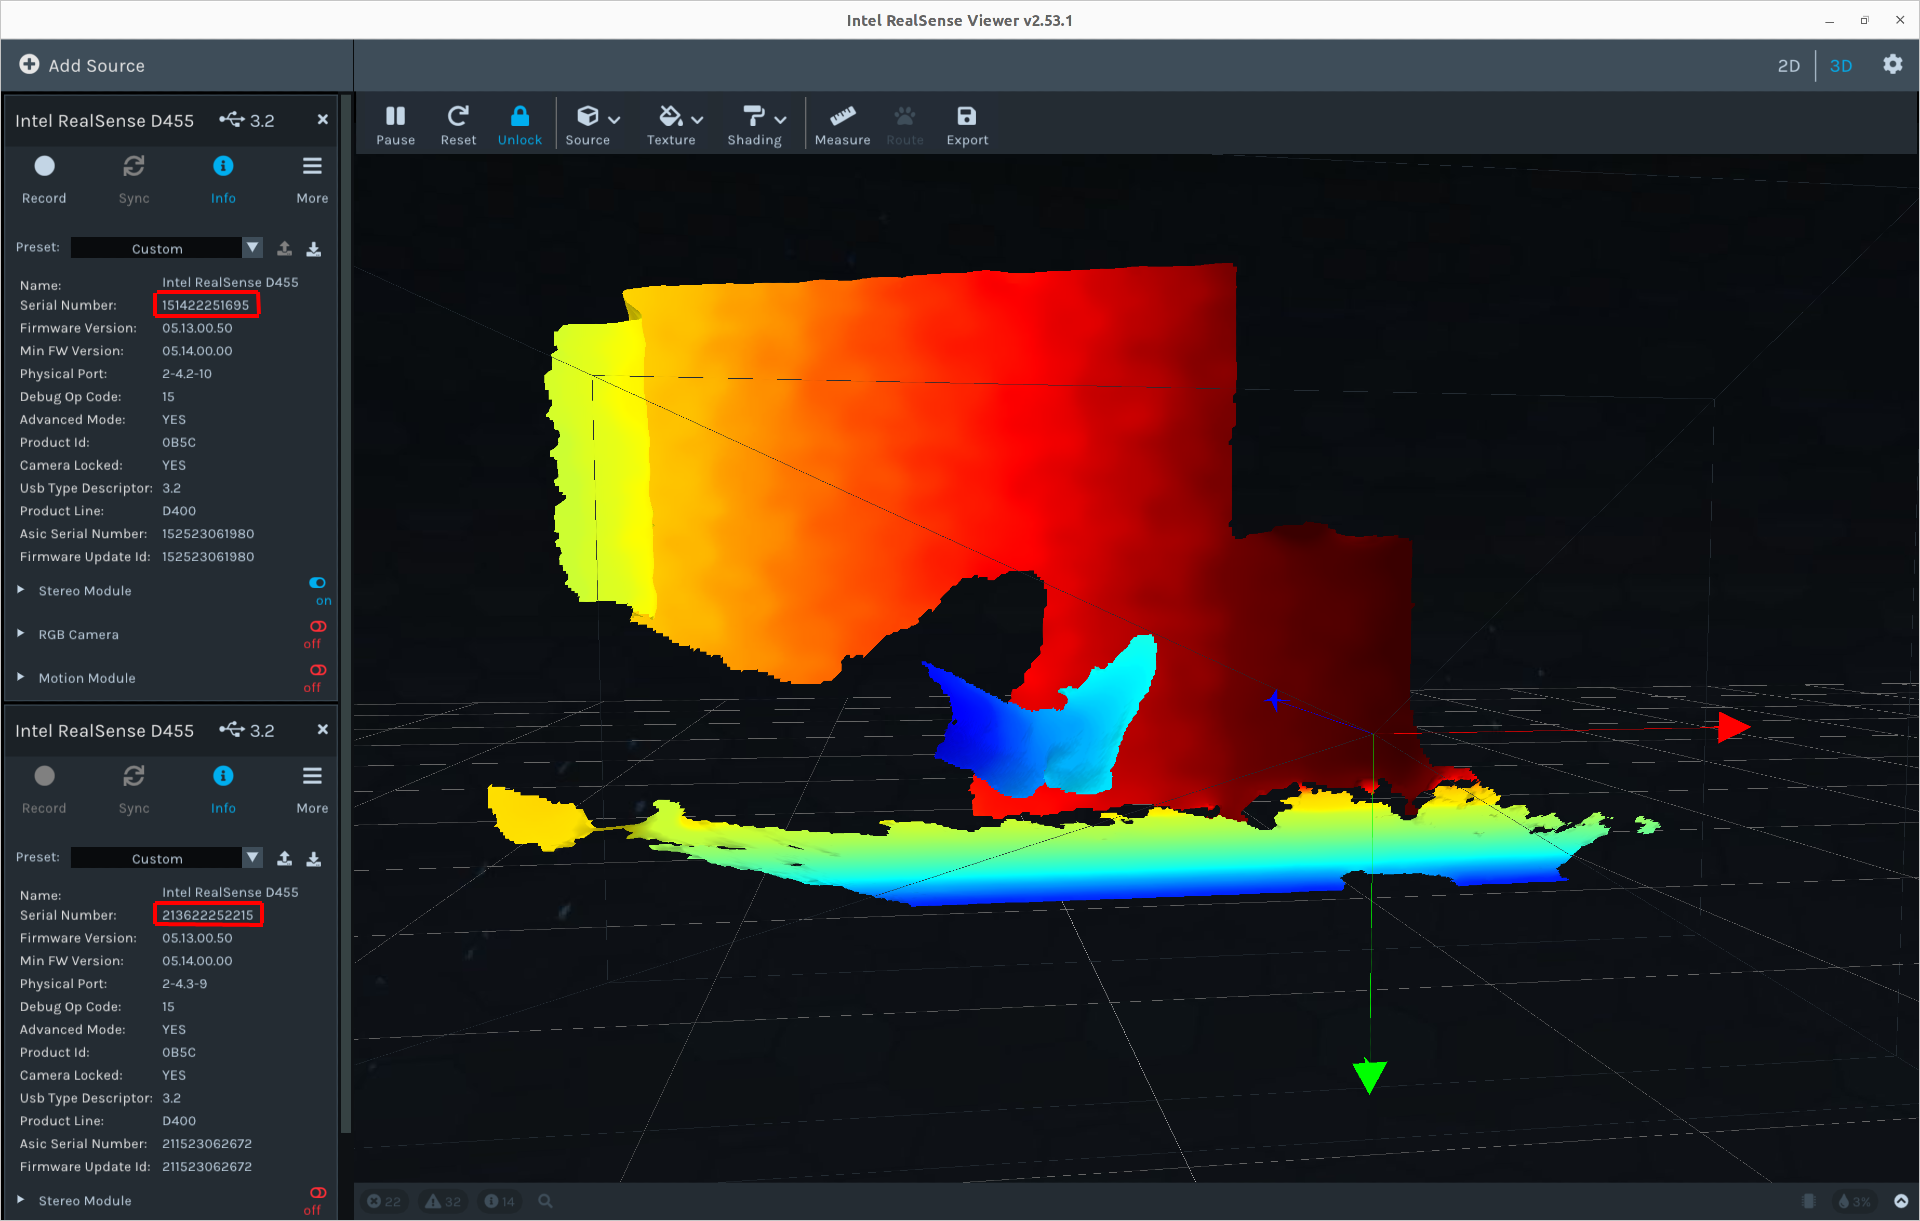 Intel RealSense Viewer v2.53.1
Add Source
2D
3D
Intel RealSense D455 3.2
Record Sync Info More
Preset: Custom
Name: Intel RealSense D455
Serial Number: 151422251695
Firmware Version: 05.13.00.50
Min FW Version: 05.14.00.00
Physical Port: 2-4.2-10
Debug Op Code: 15
Advanced Mode: YES
Product Id: 0B5C
Camera Locked: YES
Usb Type Descriptor: 3.2
Product Line: D400
Asic Serial Number: 152523061980
Firmware Update Id: 152523061980
Stereo Module on
RGB Camera off
Motion Module off
Intel RealSense D455 3.2
Record Sync Info More
Preset: Custom
Name: Intel RealSense D455
Serial Number: 213622252215
Firmware Version: 05.13.00.50
Min FW Version: 05.14.00.00
Physical Port: 2-4.3-9
Debug Op Code: 15
Advanced Mode: YES
Product Id: 0B5C
Camera Locked: YES
Usb Type Descriptor: 3.2
Product Line: D400
Asic Serial Number: 211523062672
Firmware Update Id: 211523062672
Stereo Module off
Pause Reset Unlock Source Texture Shading Measure Route Export
22 32 14 3%